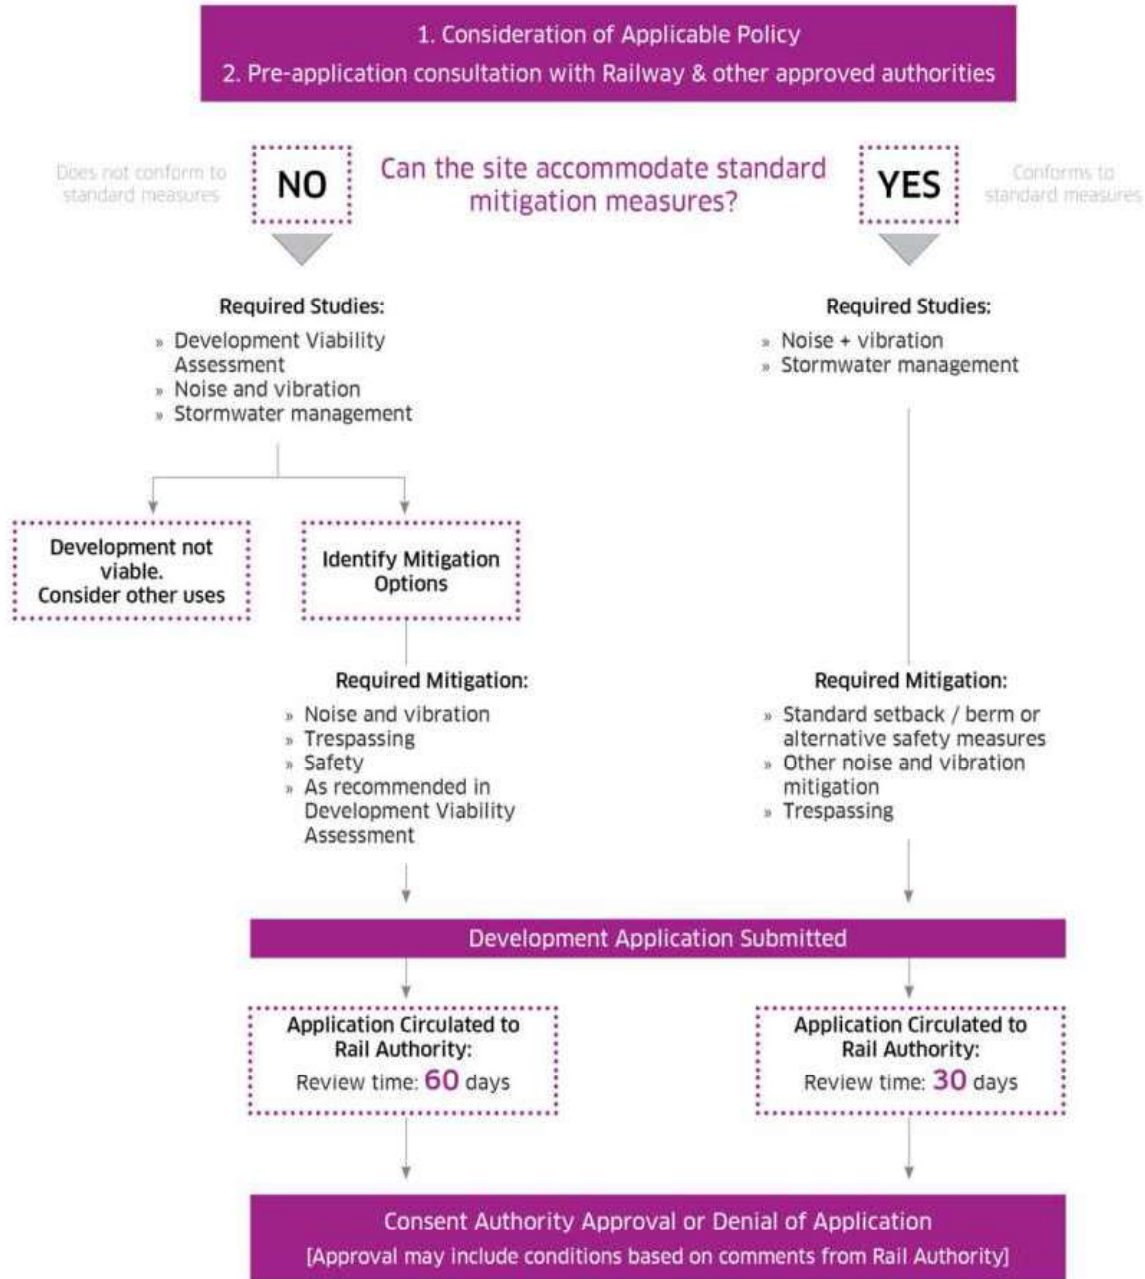 1. Consideration of Applicable Policy
2. Pre-application consultation with Railway & other approved authorities
Does not conform to
standard measures
NO
Can the site accommodate standard
mitigation measures?
YES
Conforms to
standard measures
Required Studies:
» Development Viability
Assessment
» Noise and vibration
» Stormwater management
Required Studies:
» Noise + vibration
» Stormwater management
Development not
viable.
Consider other uses
Identify Mitigation
Options
Required Mitigation:
» Noise and vibration
» Trespassing
» Safety
» As recommended in
Development Viability
Assessment
Required Mitigation:
» Standard setback / berm or
alternative safety measures
» Other noise and vibration
mitigation
» Trespassing
Development Application Submitted
Application Circulated to
Rail Authority:
Review time: 60 days
Application Circulated to
Rail Authority:
Review time: 30 days
Consent Authority Approval or Denial of Application
[Approval may include conditions based on comments from Rail Authority]